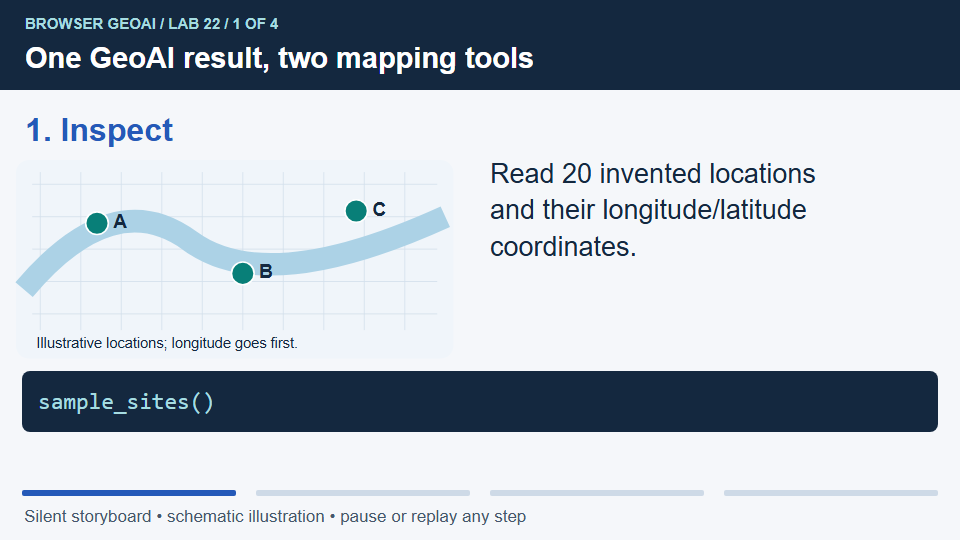 BROWSER GEOAI / LAB 22 / 1 OF 4
One GeoAI result, two mapping tools
1. Inspect
A
B
C
Illustrative locations; longitude goes first.
Read 20 invented locations
and their longitude/latitude
coordinates.
sample_sites()
Silent storyboard • schematic illustration • pause or replay any step